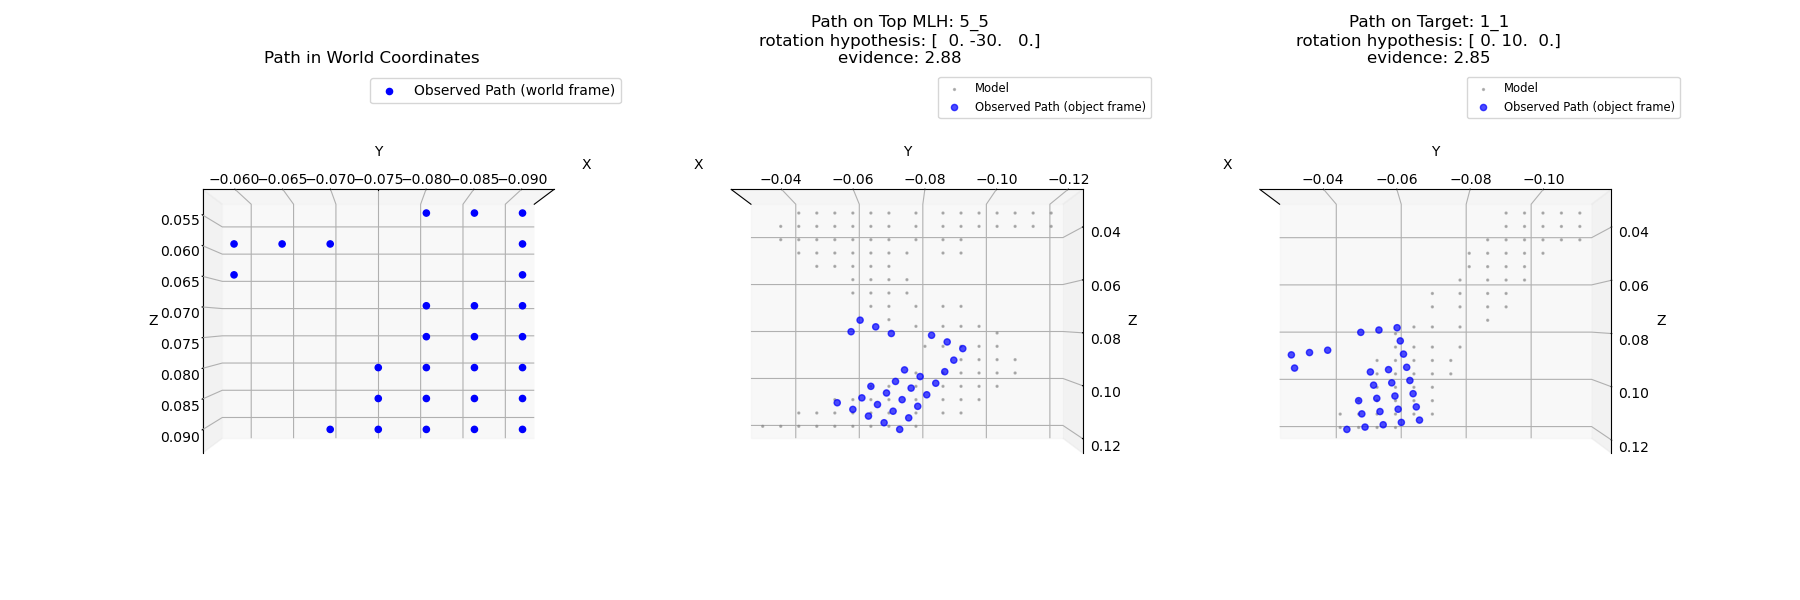 Path in World Coordinates
Observed Path (world frame)
Y
X
−0.060 −0.065 −0.070 −0.075 −0.080 −0.085 −0.090
0.055
0.060
0.065
0.070
Z
0.075
0.080
0.085
0.090
Path on Top MLH: 5_5
rotation hypothesis: [  0. -30.   0.]
evidence: 2.88
Model
Observed Path (object frame)
X
Y
−0.04 −0.06 −0.08 −0.10 −0.12
0.04
0.06
Z
0.08
0.10
0.12
Path on Target: 1_1
rotation hypothesis: [ 0. 10.  0.]
evidence: 2.85
Model
Observed Path (object frame)
X
Y
−0.04 −0.06 −0.08 −0.10
0.04
0.06
Z
0.08
0.10
0.12